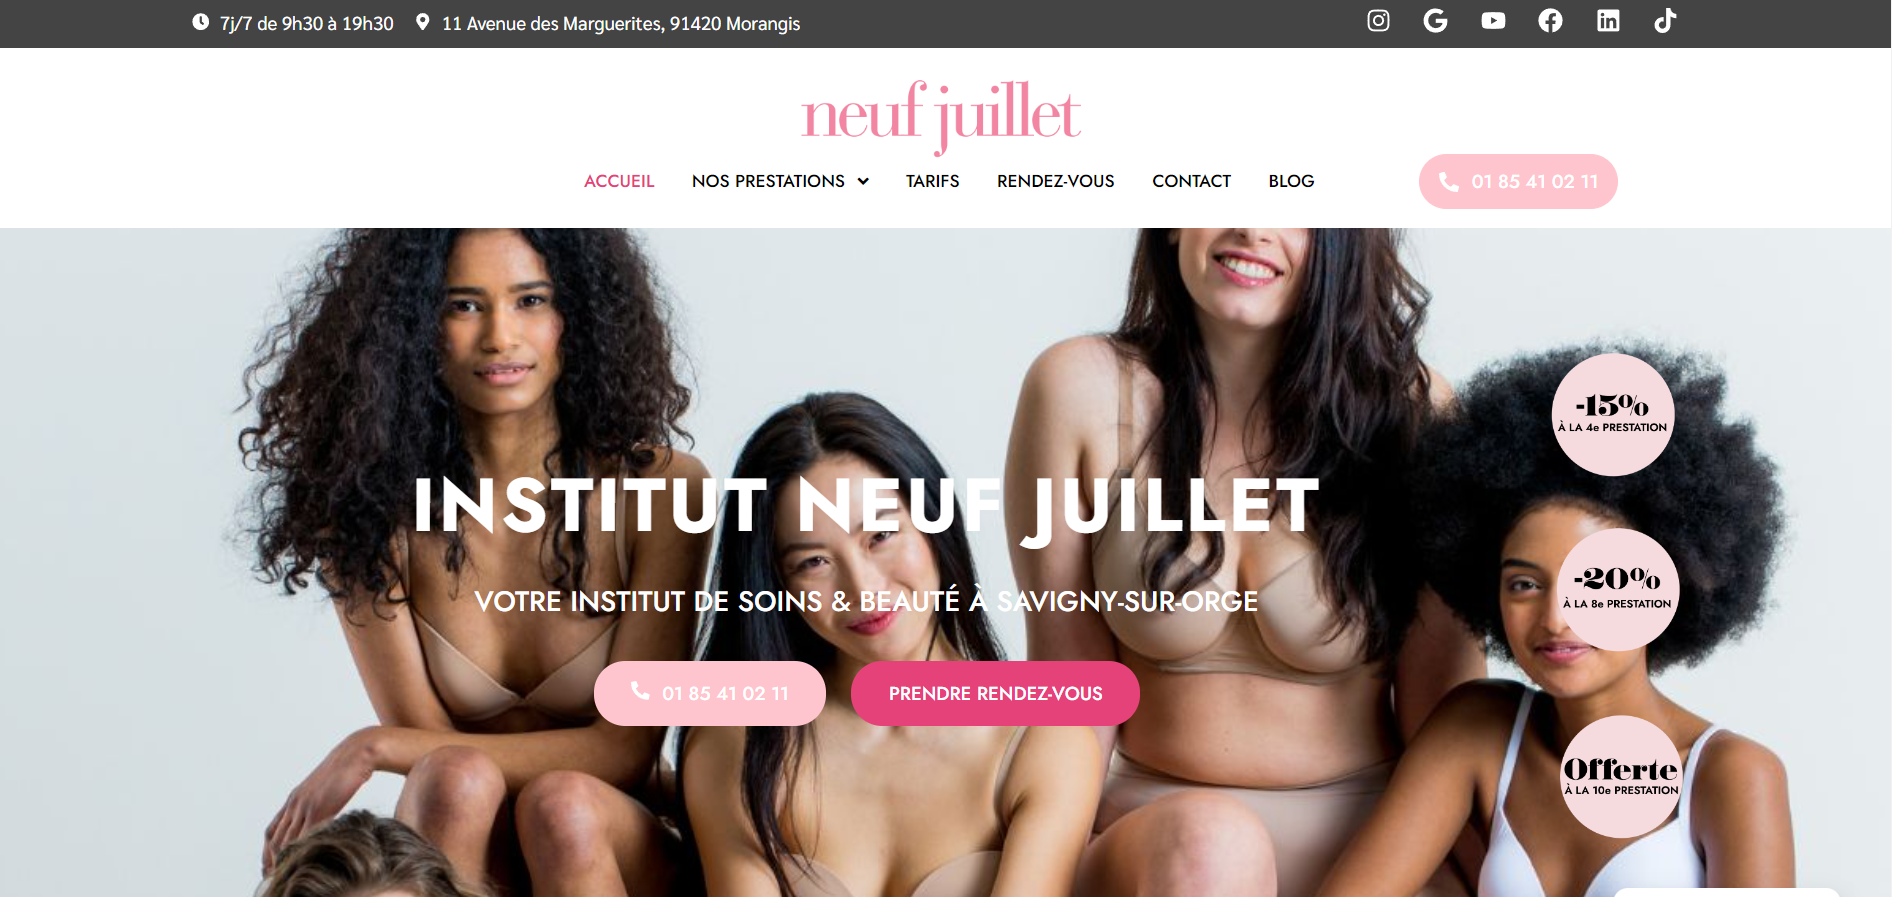 7j/7 de 9h30 à 19h30
11 Avenue des Marguerites, 91420 Morangis
neuf juillet
ACCUEIL
NOS PRESTATIONS
TARIFS
RENDEZ-VOUS
CONTACT
BLOG
01 85 41 02 11
-15%
À LA 4e PRESTATION
INSTITUT NEUF JUILLET
-20%
À LA 8e PRESTATION
VOTRE INSTITUT DE SOINS & BEAUTÉ À SAVIGNY-SUR-ORGE
01 85 41 02 11
PRENDRE RENDEZ-VOUS
Offerte
À LA 10e PRESTATION